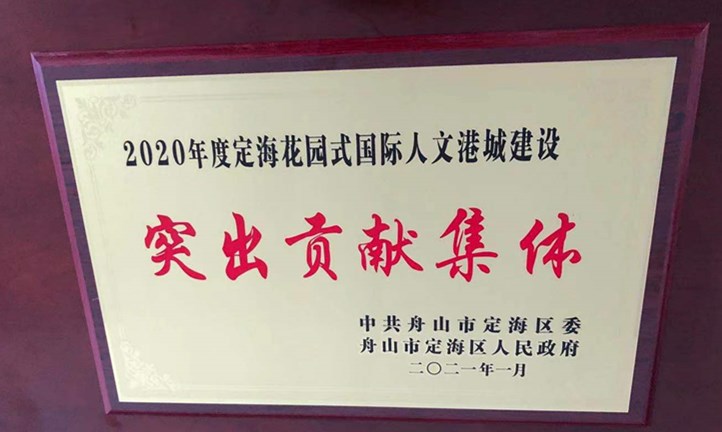 2020年度定海花园式国际人文港城建设
突出贡献集体
中共舟山市定海区委
舟山市定海区人民政府
二〇二一年一月